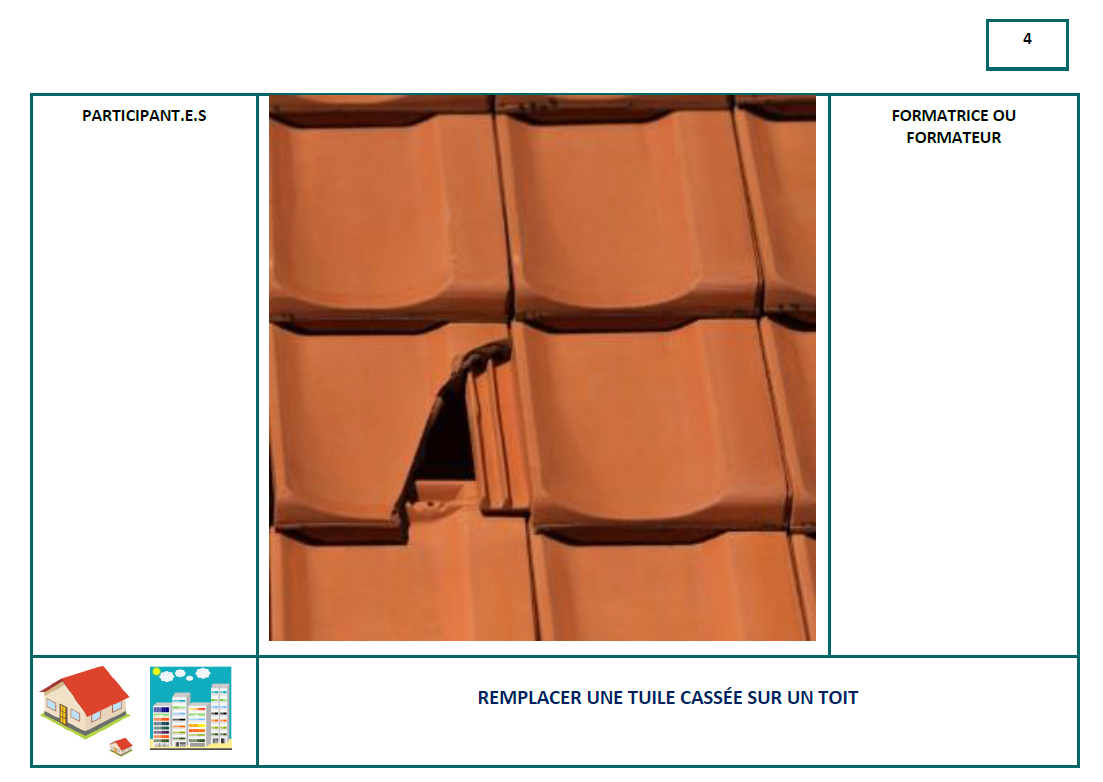 4
PARTICIPANT.E.S
FORMATRICE OU
FORMATEUR
REMPLACER UNE TUILE CASSÉE SUR UN TOIT